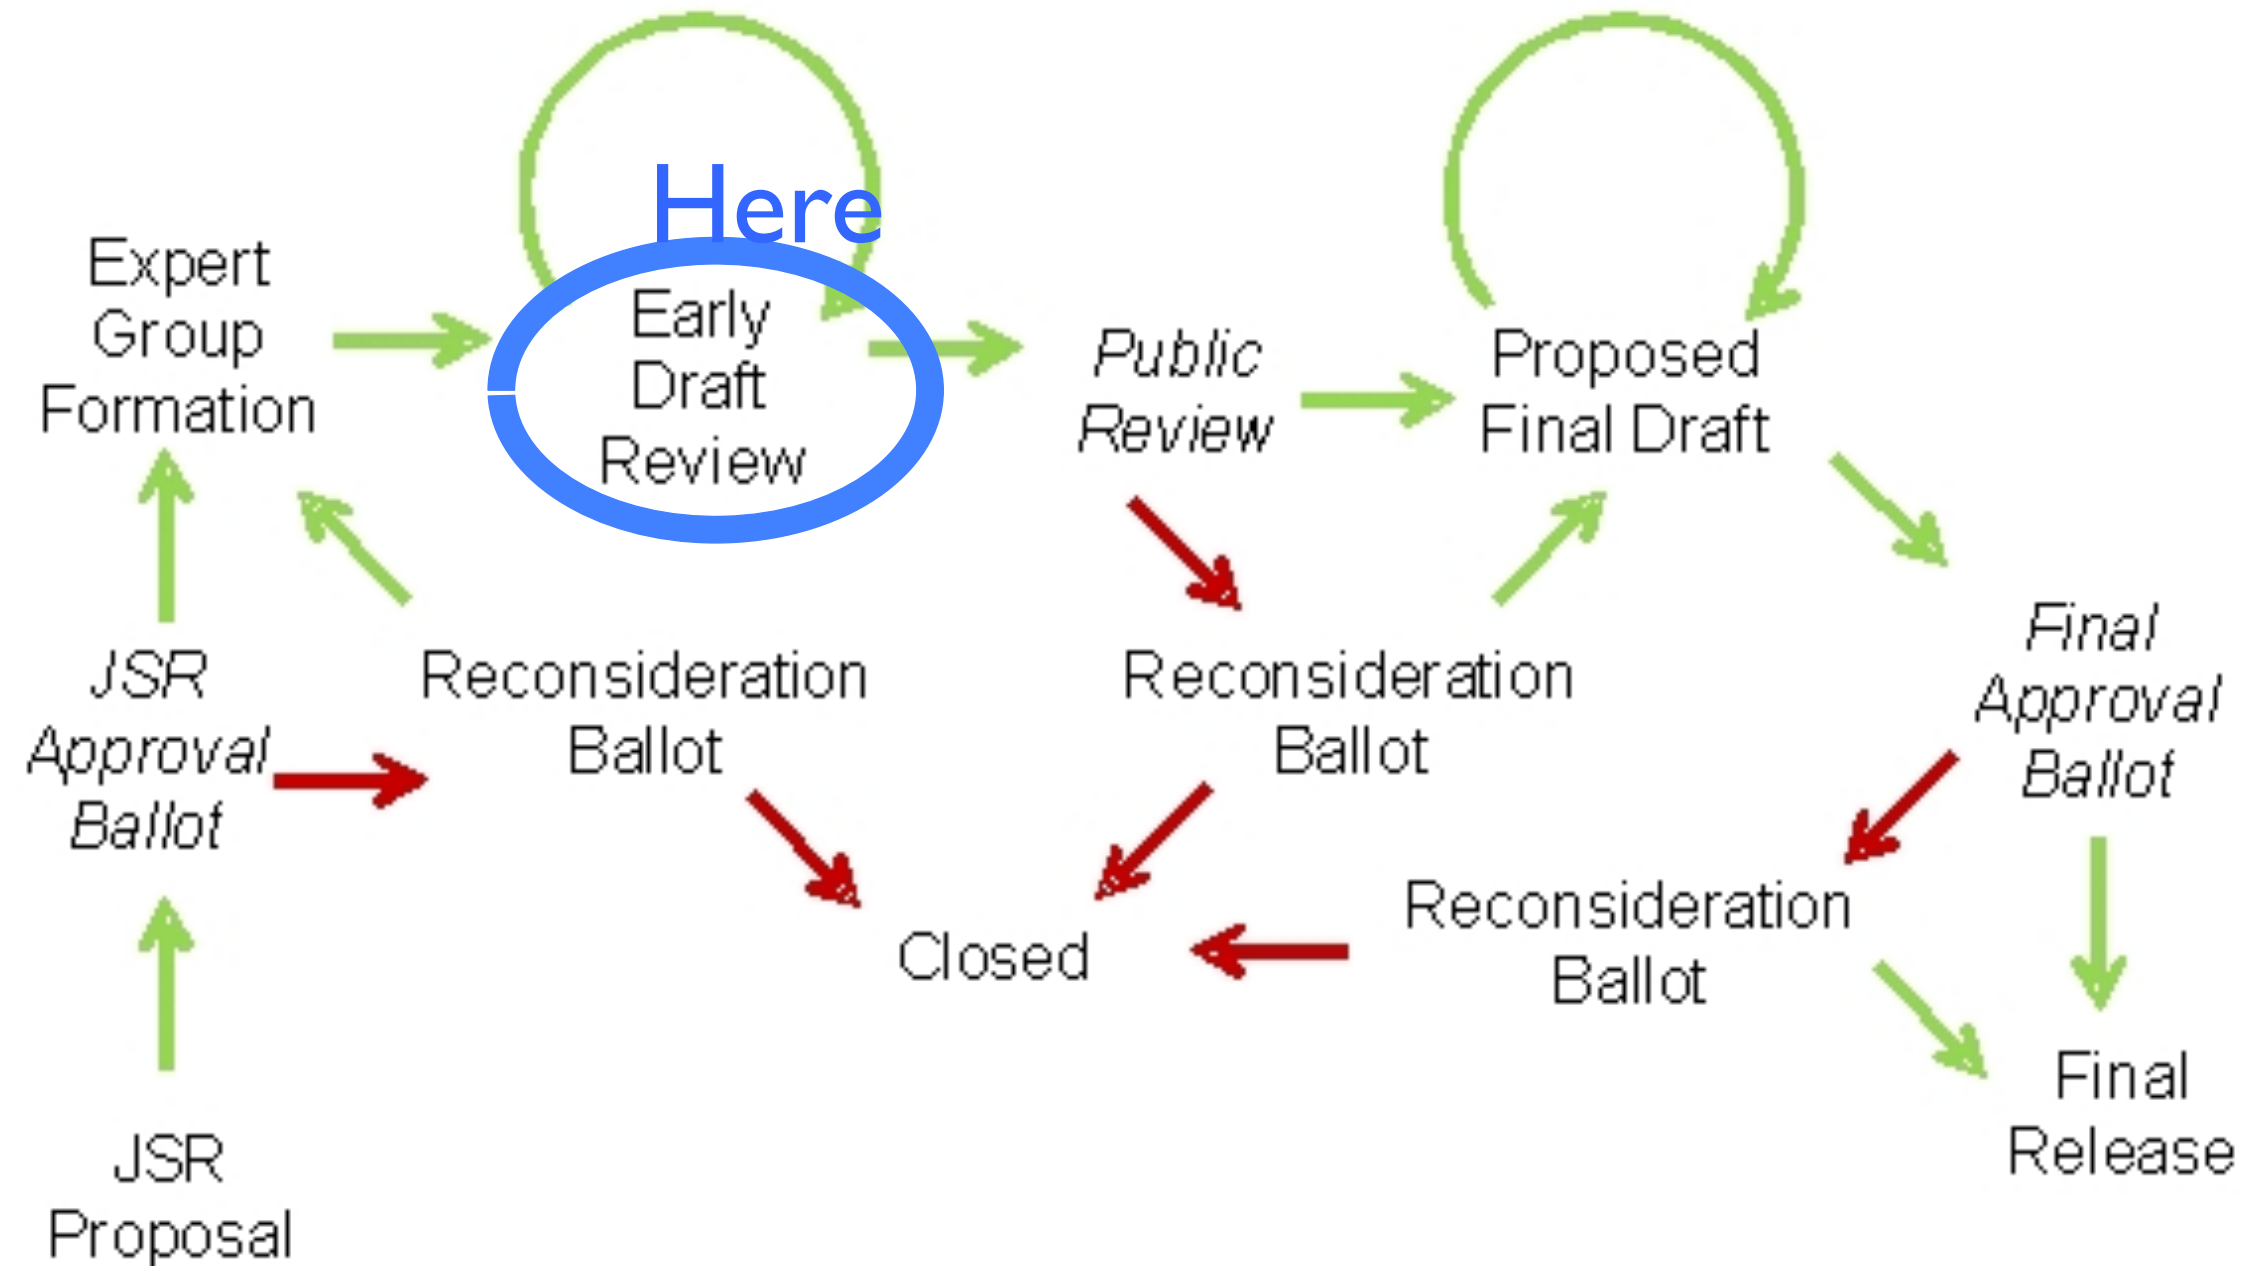 Here
Expert
Group
Formation
Early
Draft
Review
Public
Review
Proposed
Final Draft
JSR
Approval
Ballot
Reconsideration
Ballot
Reconsideration
Ballot
Final
Approval
Ballot
Closed
Reconsideration
Ballot
JSR
Proposal
Final
Release